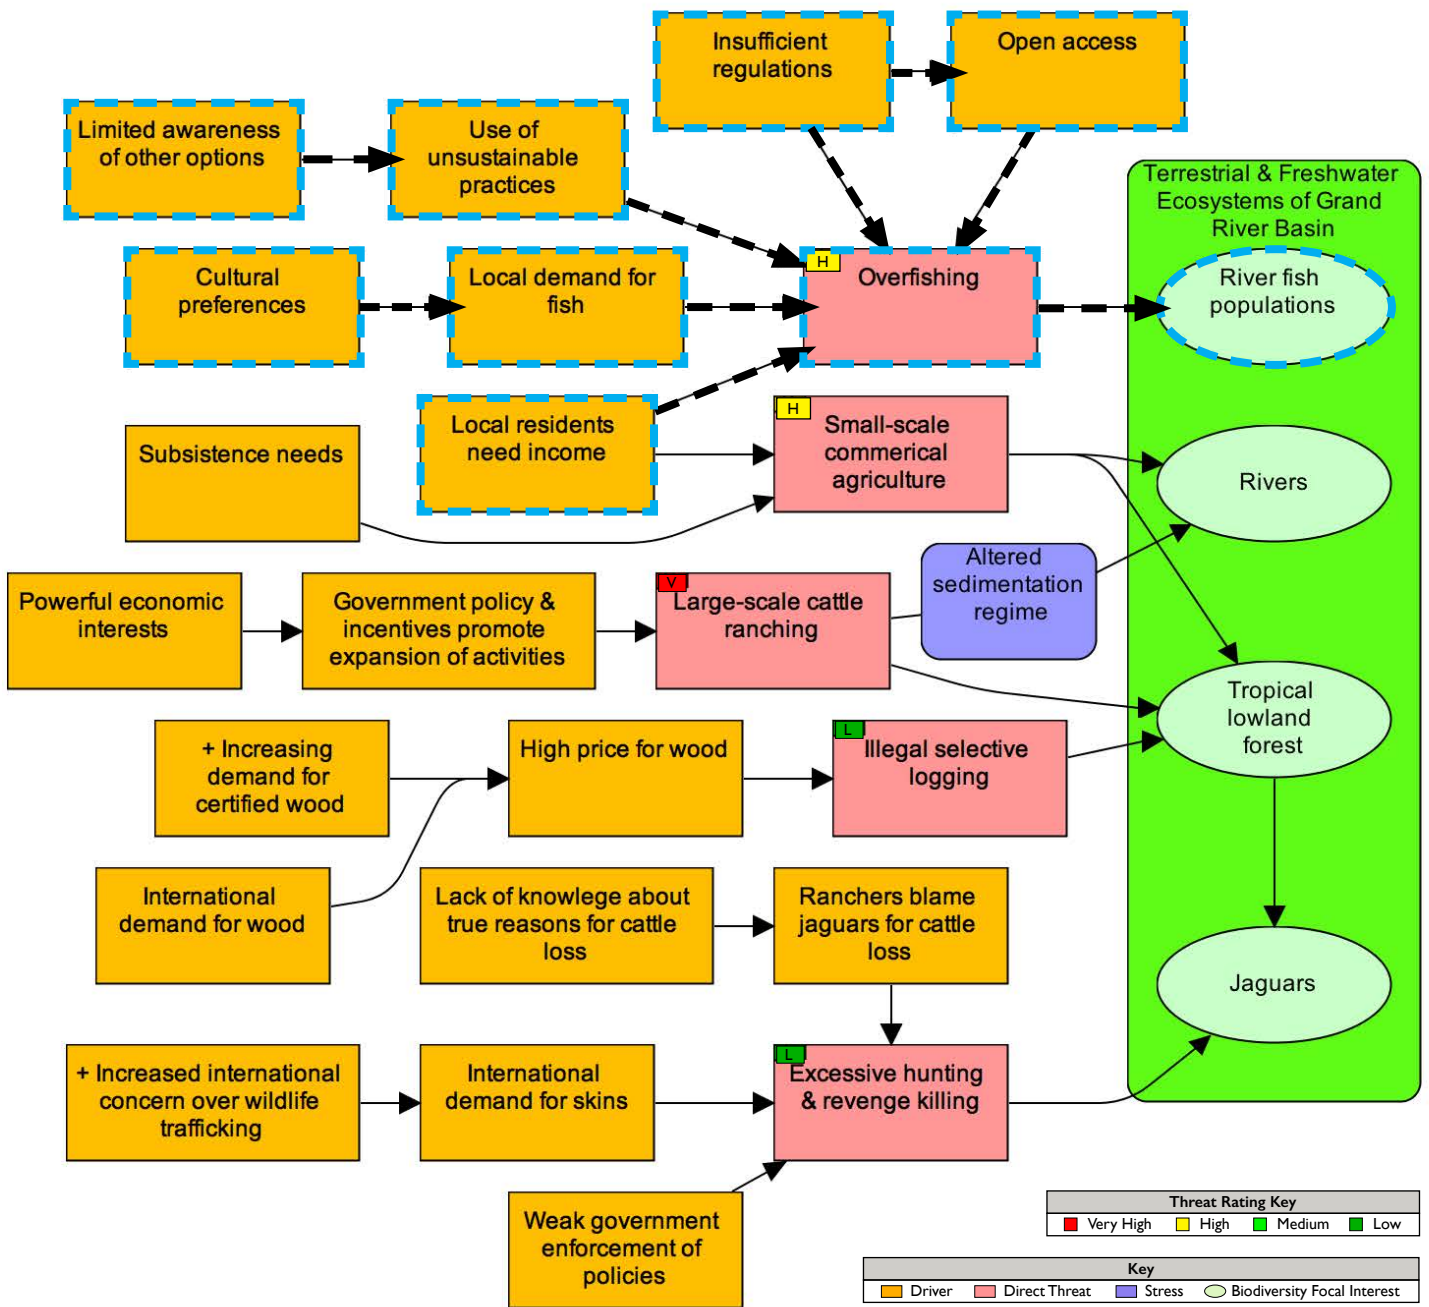 Insufficient
regulations
Open access
Limited awareness
of other options
Use of
unsustainable
practices
Terrestrial & Freshwater
Ecosystems of Grand
River Basin
Cultural
preferences
Local demand for
fish
H
Overfishing
River fish
populations
Subsistence needs
Local residents
need income
H
Small-scale
commerical
agriculture
Rivers
Powerful economic
interests
Government policy &
incentives promote
expansion of activities
V
Large-scale cattle
ranching
Altered
sedimentation
regime
Tropical
lowland
forest
+ Increasing
demand for
certified wood
High price for wood
L
Illegal selective
logging
International
demand for wood
Lack of knowlege about
true reasons for cattle
loss
Ranchers blame
jaguars for cattle
loss
Jaguars
+ Increased international
concern over wildlife
trafficking
International
demand for skins
L
Excessive hunting
& revenge killing
Weak government
enforcement of
policies
Threat Rating Key
Very High High Medium Low
Key
Driver Direct Threat Stress Biodiversity Focal Interest